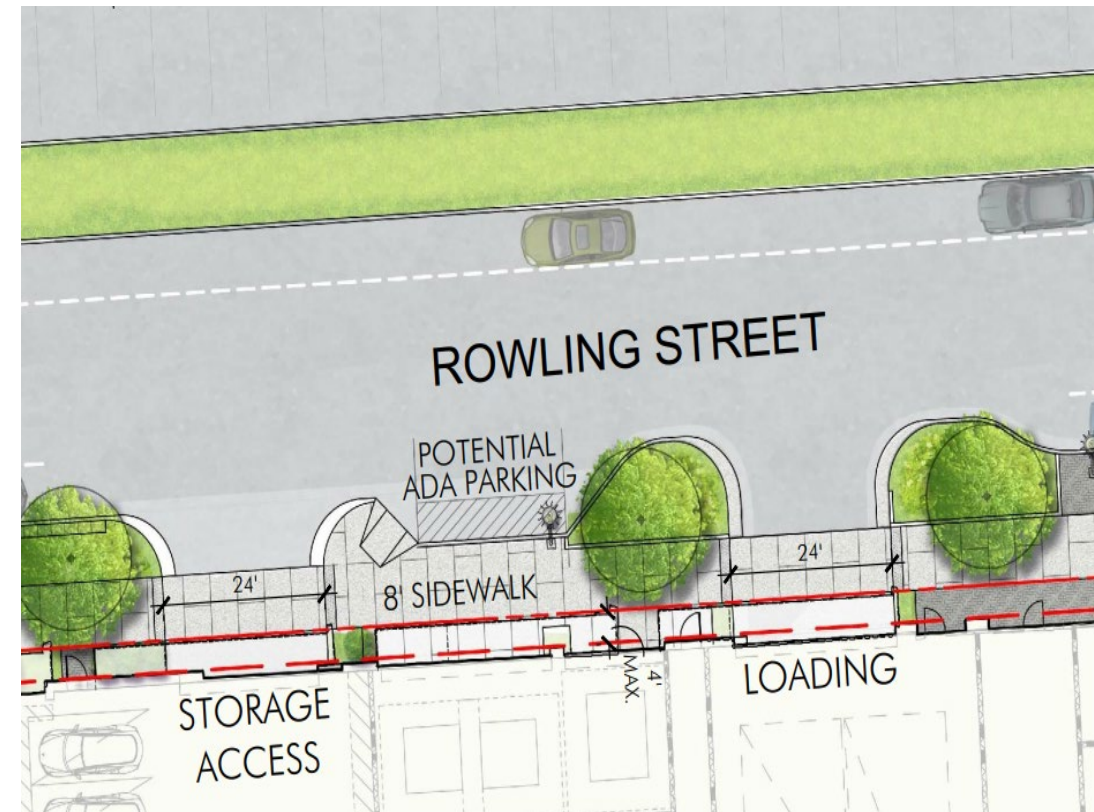 ROWLING STREET
POTENTIAL
ADA PARKING
24'
8' SIDEWALK
24'
4'
MAX.
STORAGE
ACCESS
LOADING